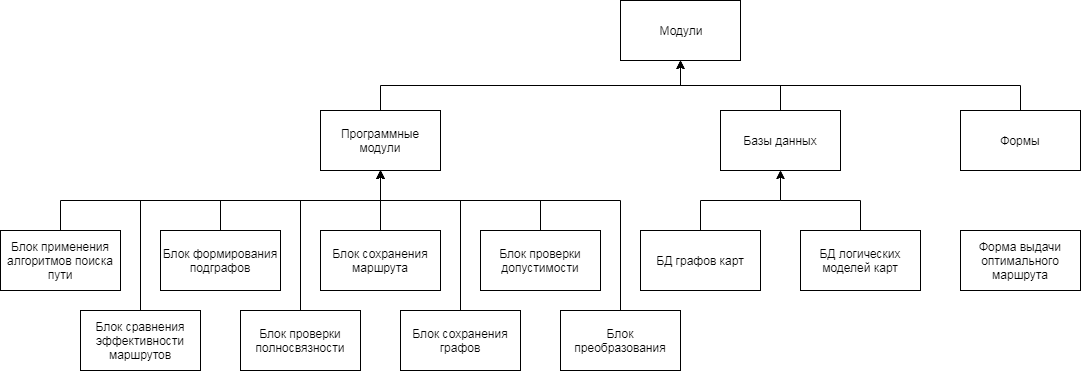 Модули
Программные
модули
Базы данных
Формы
Блок применения
алгоритмов поиска
пути
Блок формирования
подграфов
Блок сохранения
маршрута
Блок проверки
допустимости
БД графов карт
БД логических
моделей карт
Форма выдачи
оптимального
маршрута
Блок сравнения
эффективности
маршрутов
Блок проверки
полносвязности
Блок сохранения
графов
Блок
преобразования